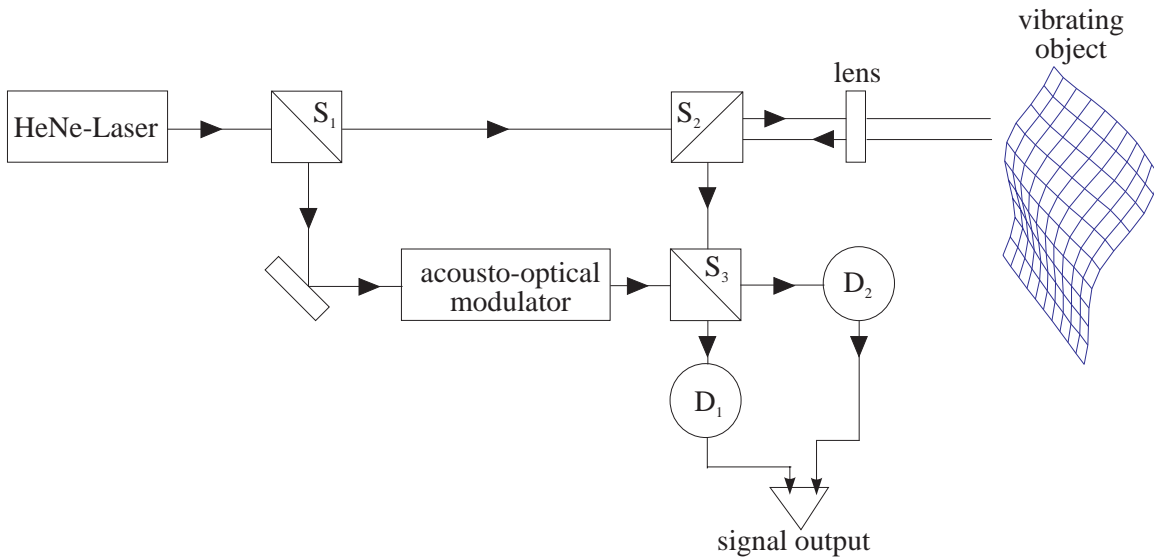 vibrating
object
lens
HeNe-Laser
S₁
S₂
acousto-optical
modulator
S₃
D₂
D₁
signal output